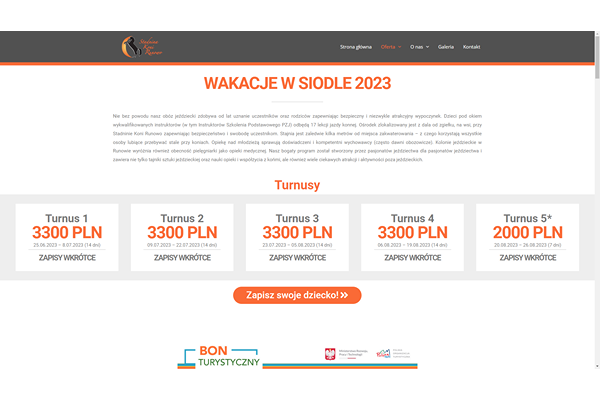 Stadnina
Koni
Runowo
Strona główna Oferta O nas Galeria Kontakt
WAKACJE W SIODLE 2023
Nie bez powodu nasz obóz jeździecki zdobywa od lat uznanie uczestników oraz rodziców zapewniając bezpieczny i niezwykle atrakcyjny wypoczynek. Dzieci pod okiem
wykwalifikowanych instruktorów (w tym Instruktorów Szkolenia Podstawowego PZJ) odbędą 17 lekcji jazdy konnej. Ośrodek zlokalizowany jest z dala od zgiełku, na wsi, przy
Stadninie Koni Runowo zapewniając bezpieczeństwo i swobodę uczestnikom. Stajnia jest zaledwie kilka metrów od miejsca zakwaterowania – z czego korzystają wszystkie
osoby lubiące przebywać stale przy koniach. Opiekę nad młodzieżą sprawują doświadczeni i kompetentni wychowawcy (często dawni obozowicze). Kolonie jeździeckie w
Runowie wyróżnia również obecność pielęgniarki jako opieki medycznej. Nasz bogaty program został stworzony przez pasjonatów jeździectwa dla pasjonatów jeździectwa i
zawiera nie tylko tajniki sztuki jeździeckiej oraz nauki opieki i współżycia z końmi, ale również wiele ciekawych atrakcji i aktywności poza jeździeckich.
Turnusy
Turnus 1 Turnus 2 Turnus 3 Turnus 4 Turnus 5*
3300 PLN 3300 PLN 3300 PLN 3300 PLN 2000 PLN
25.06.2023 – 8.07.2023 (14 dni) 09.07.2023 – 22.07.2023 (14 dni) 23.07.2023 – 05.08.2023 (14 dni) 06.08.2023 – 19.08.2023 (14 dni) 20.08.2023 – 26.08.2023 (7 dni)
ZAPISY WKRÓTCE ZAPISY WKRÓTCE ZAPISY WKRÓTCE ZAPISY WKRÓTCE ZAPISY WKRÓTCE
Zapisz swoje dziecko!
BON
TURYSTYCZNY